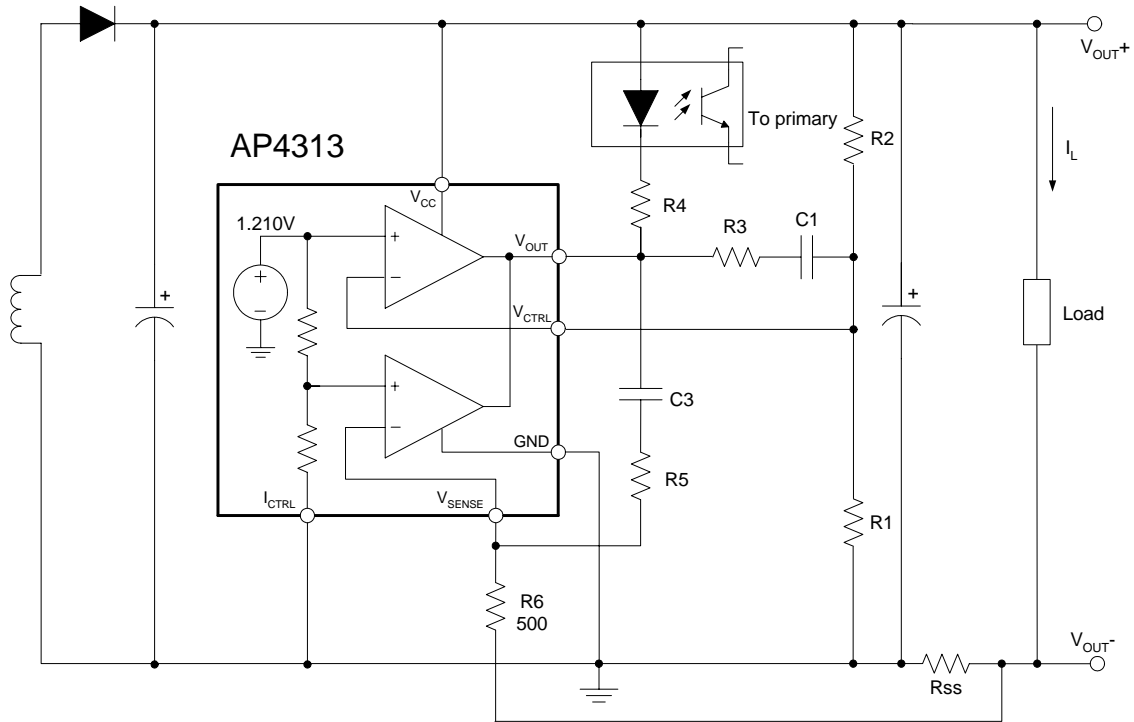 V_OUT+
To primary
R2
I_L
AP4313
V_CC
R4
R3
C1
1.210V
+
−
V_OUT
+
−
V_CTRL
+
+
Load
+
−
C3
GND
R5
I_CTRL
V_SENSE
R1
R6
500
V_OUT-
Rss